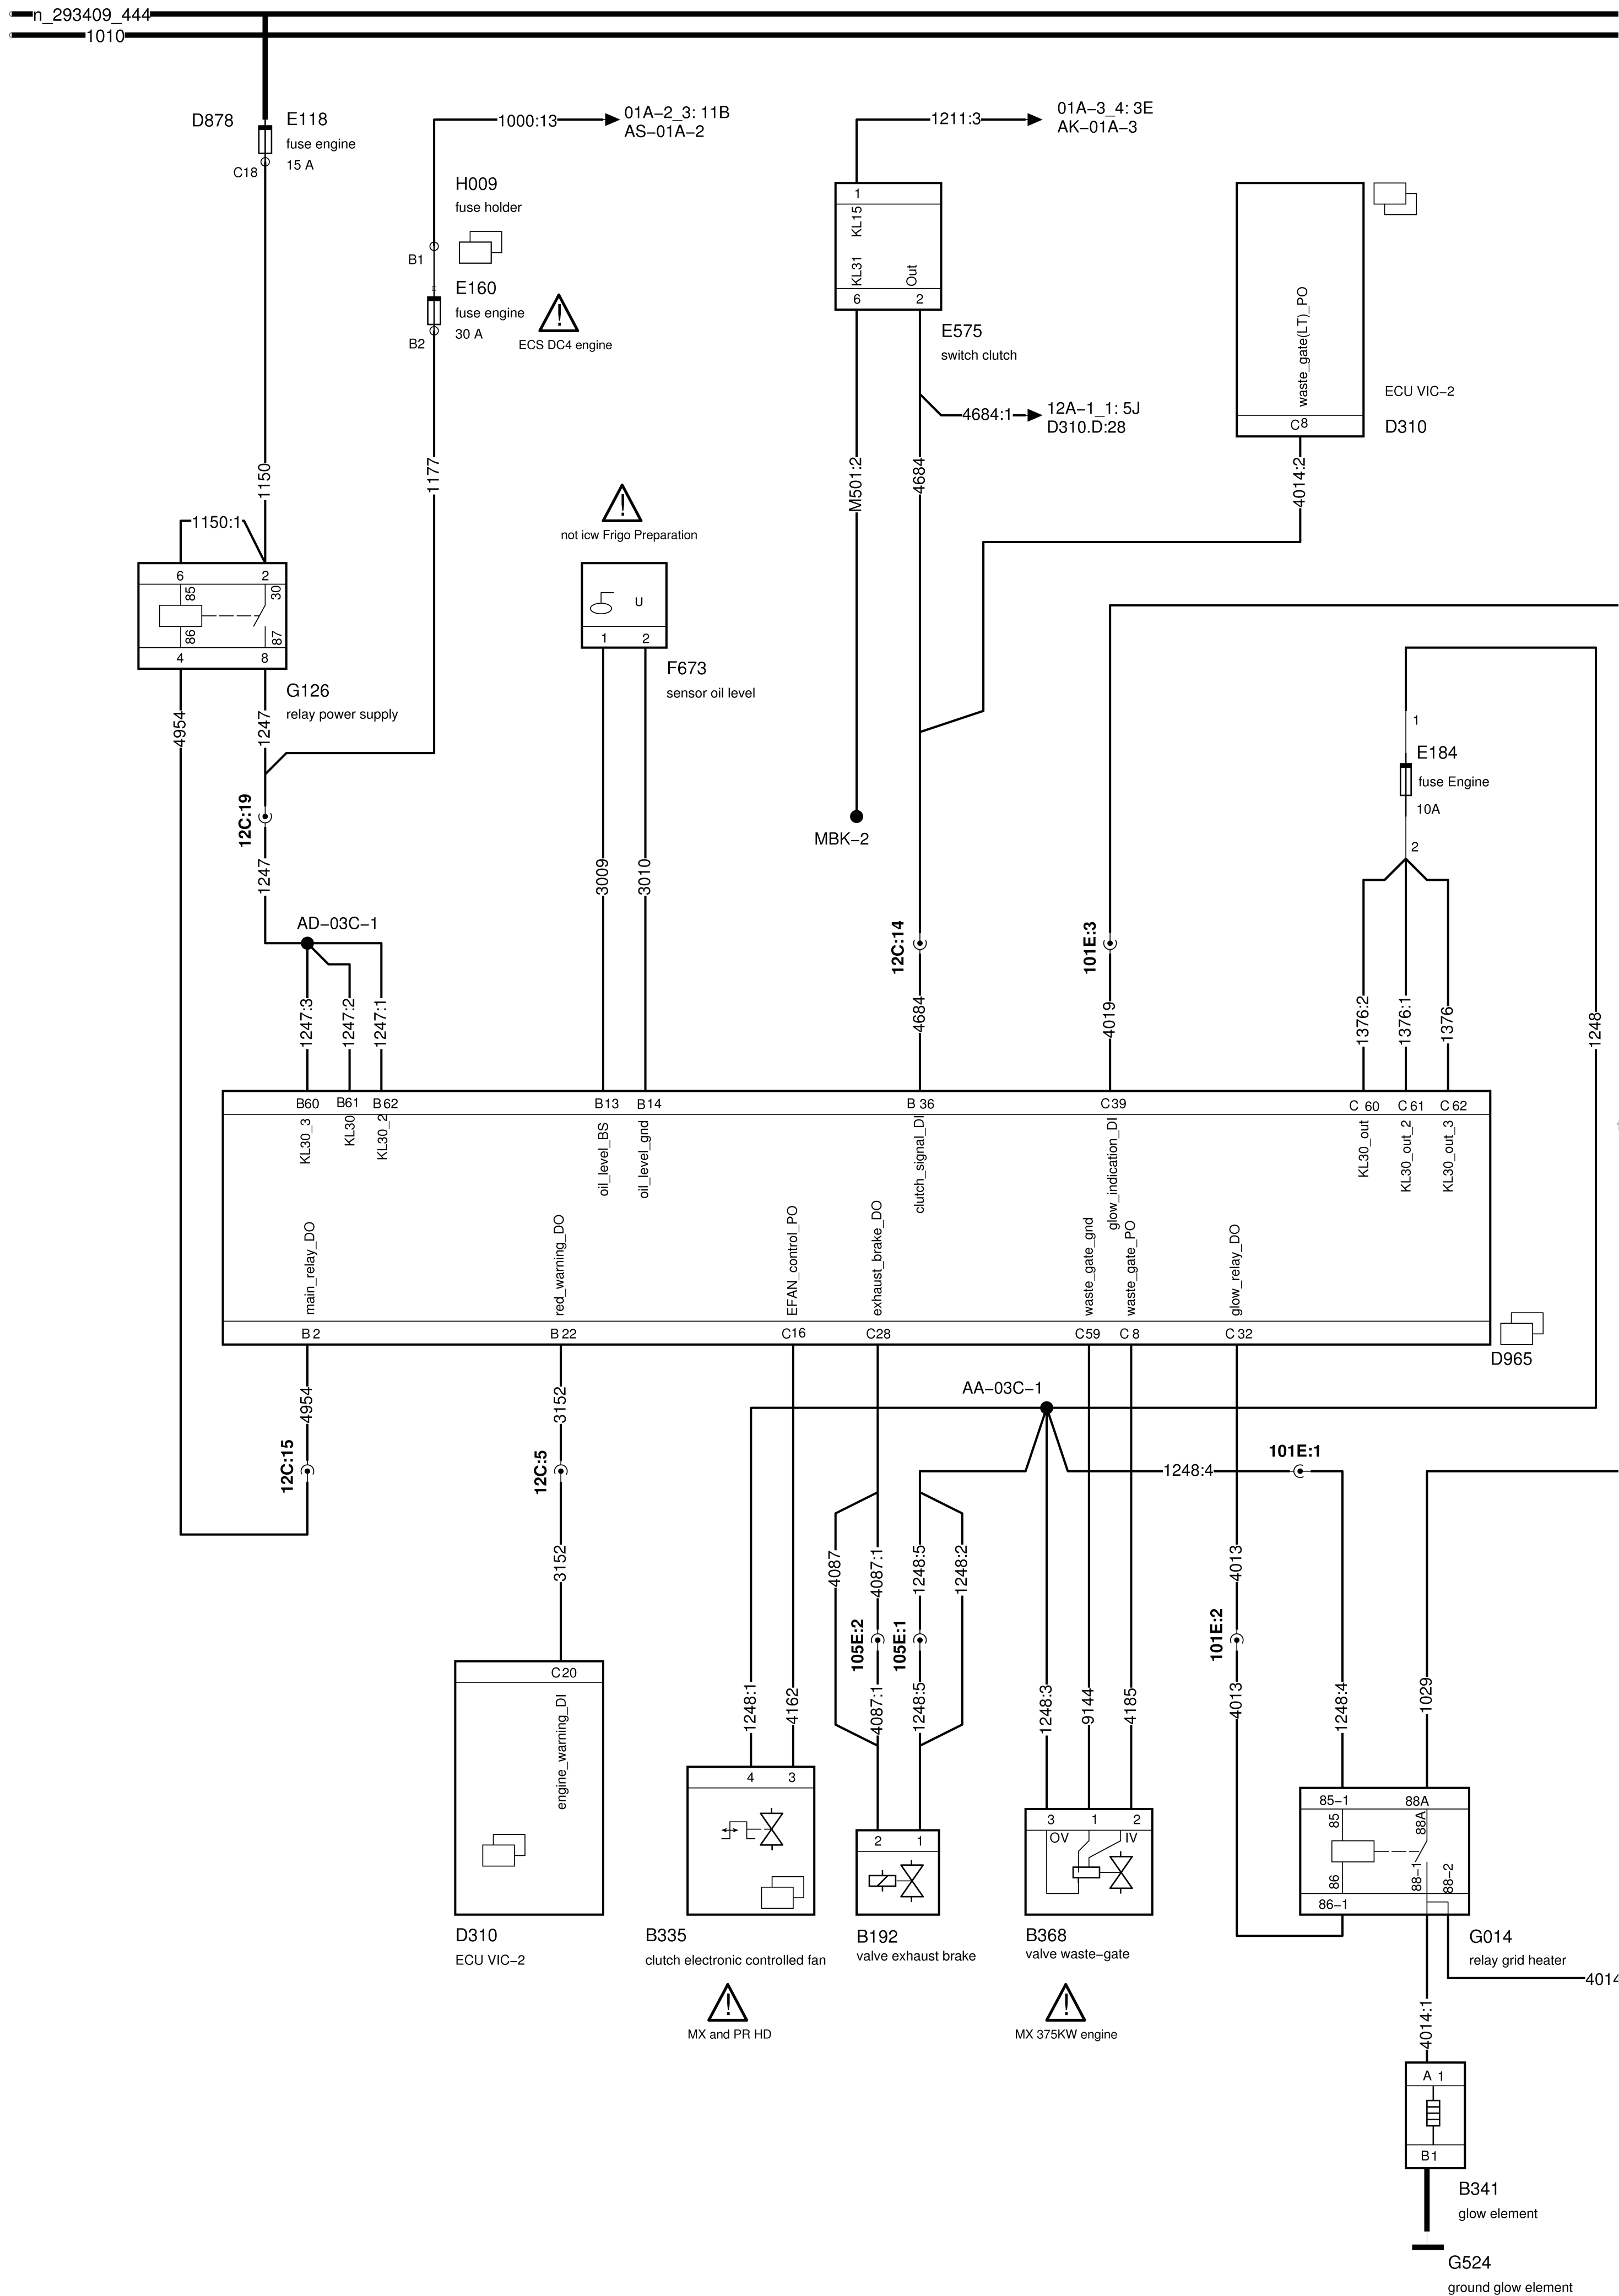 n_293409_444
1010
D878
E118
fuse engine
15 A
C18
1000:13
01A−2_3: 11B
AS−01A−2
H009
fuse holder
B1
E160
fuse engine
30 A
B2
ECS DC4 engine
1211:3
01A−3_4: 3E
AK−01A−3
1
KL15
KL31
Out
6
2
E575
switch clutch
4684:1
12A−1_1: 5J
D310.D:28
waste_gate(LT)_PO
C8
ECU VIC−2
D310
1150
1177
M501:2
4684
4014:2
1150:1
not icw Frigo Preparation
6
2
85
30
86
87
4
8
G126
relay power supply
U
1
2
F673
sensor oil level
4954
1247
12C:19
1247
AD−03C−1
3009
3010
MBK−2
12C:14
4684
101E:3
4019
1
E184
fuse Engine
10A
2
1376:2
1376:1
1376
1248
1247:3
1247:2
1247:1
B60
B61
B 62
B13
B14
B 36
C39
C 60
C 61
C 62
KL30_3
KL30
KL30_2
oil_level_BS
oil_level_gnd
clutch_signal_DI
glow_indication_DI
KL30_out
KL30_out_2
KL30_out_3
main_relay_DO
red_warning_DO
EFAN_control_PO
exhaust_brake_DO
waste_gate_gnd
waste_gate_PO
glow_relay_DO
B 2
B 22
C16
C28
C59
C 8
C 32
D965
4954
12C:15
3152
12C:5
3152
AA−03C−1
1248:4
101E:1
4087
4087:1
1248:5
1248:2
105E:2
105E:1
4087:1
1248:5
4013
101E:2
4013
1248:1
4162
1248:3
9144
4185
1248:4
1029
C20
engine_warning_DI
D310
ECU VIC−2
4
3
B335
clutch electronic controlled fan
MX and PR HD
2
1
B192
valve exhaust brake
3
1
2
OV
IV
B368
valve waste−gate
MX 375KW engine
85−1
88A
85
88A
86
88−1
88−2
86−1
G014
relay grid heater
4014
4014:1
A 1
B1
B341
glow element
G524
ground glow element